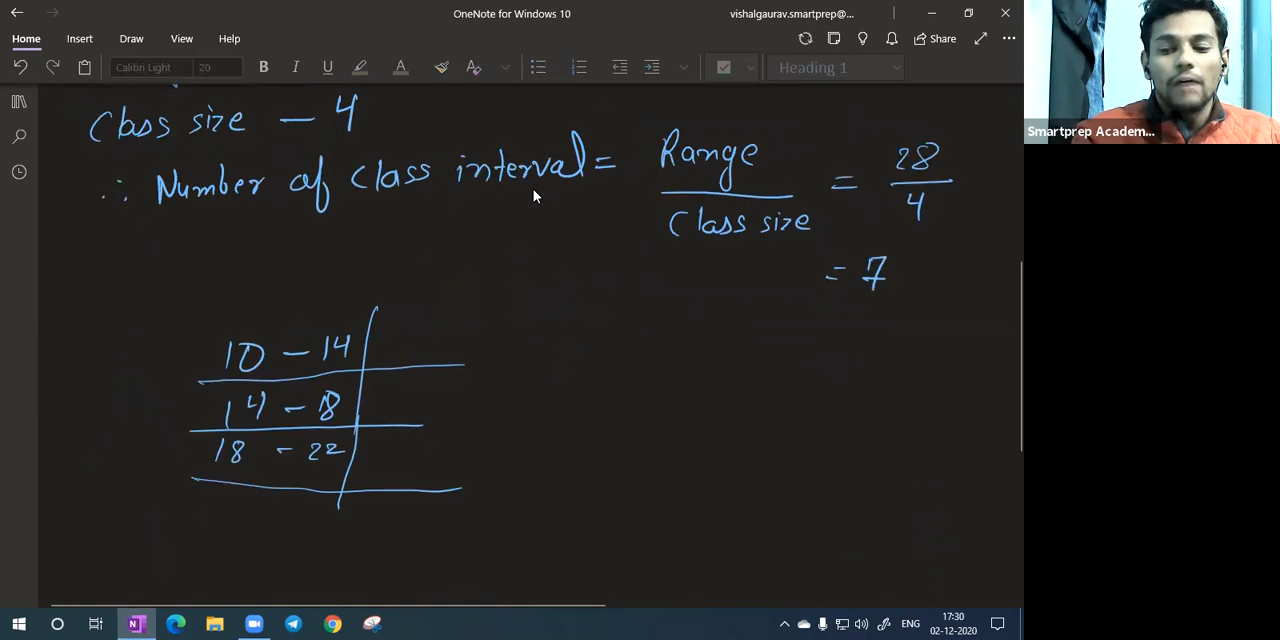 OneNote for Windows 10
vishalgaurav.smartprep@...
Home Insert Draw View Help
Share
Calibri Light 20
B I U A
Heading 1
Class size — 4
∴ Number of class interval = Range / Class size = 28 / 4
= 7
10 — 14
14 - 18
18 - 22
Smartprep Academ...
ENG
17:30
02-12-2020